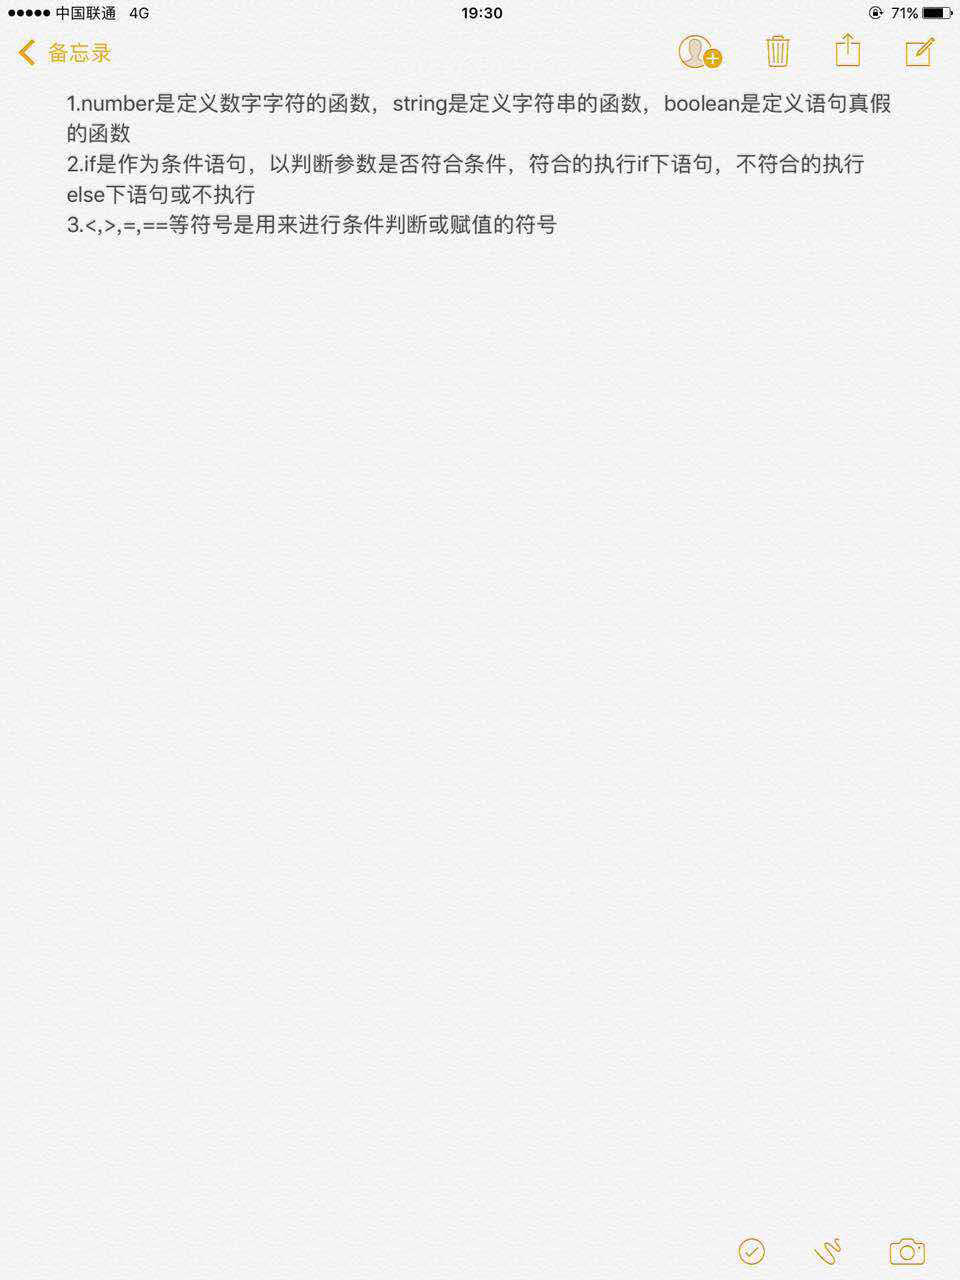 中国联通 4G 19:30 71%
备忘录
1.number是定义数字字符的函数，string是定义字符串的函数，boolean是定义语句真假
的函数
2.if是作为条件语句，以判断参数是否符合条件，符合的执行if下语句，不符合的执行
else下语句或不执行
3.<,>,=,==等符号是用来进行条件判断或赋值的符号